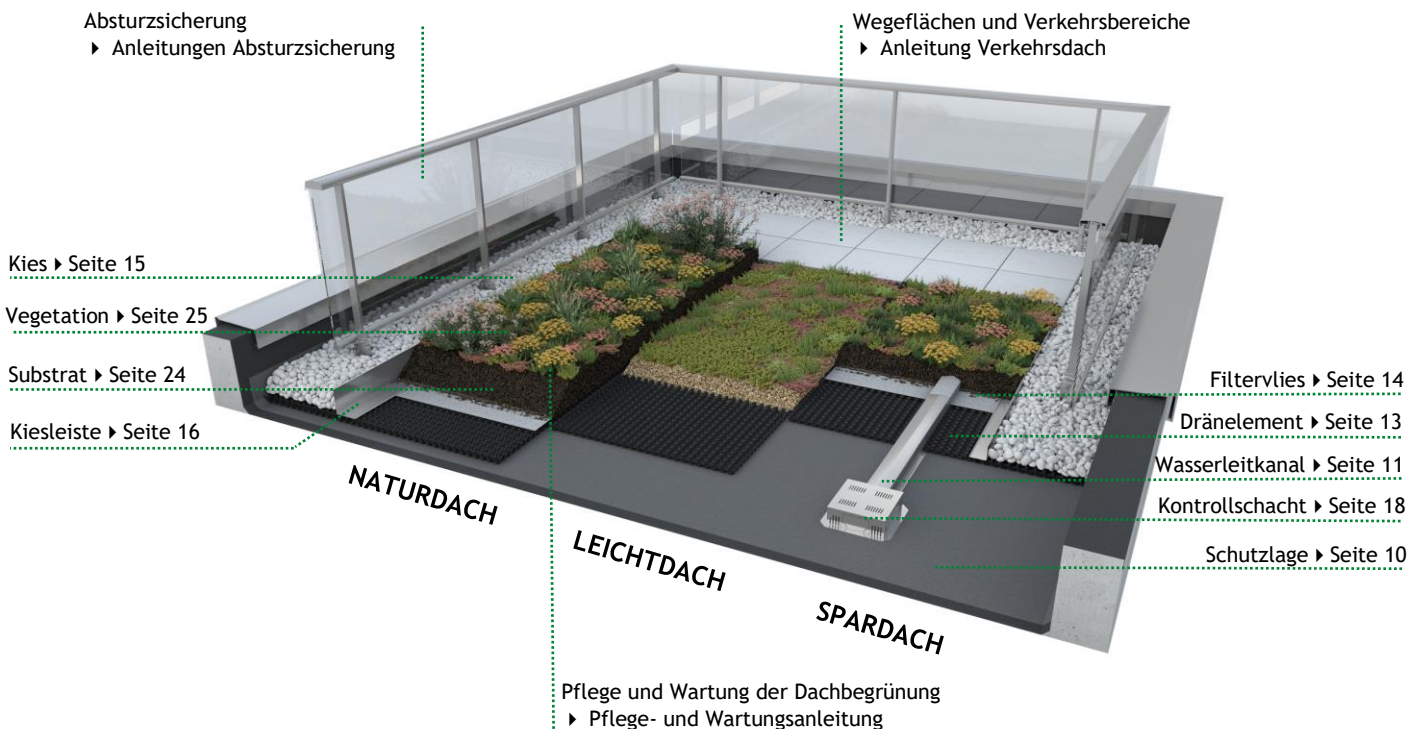 Absturzsicherung
▸ Anleitungen Absturzsicherung
Wegeflächen und Verkehrsbereiche
▸ Anleitung Verkehrsdach
Kies ▸ Seite 15
Vegetation ▸ Seite 25
Substrat ▸ Seite 24
Kiesleiste ▸ Seite 16
Filtervlies ▸ Seite 14
Dränelement ▸ Seite 13
Wasserleitkanal ▸ Seite 11
Kontrollschacht ▸ Seite 18
Schutzlage ▸ Seite 10
NATURDACH
LEICHTDACH
SPARDACH
Pflege und Wartung der Dachbegrünung
▸ Pflege- und Wartungsanleitung